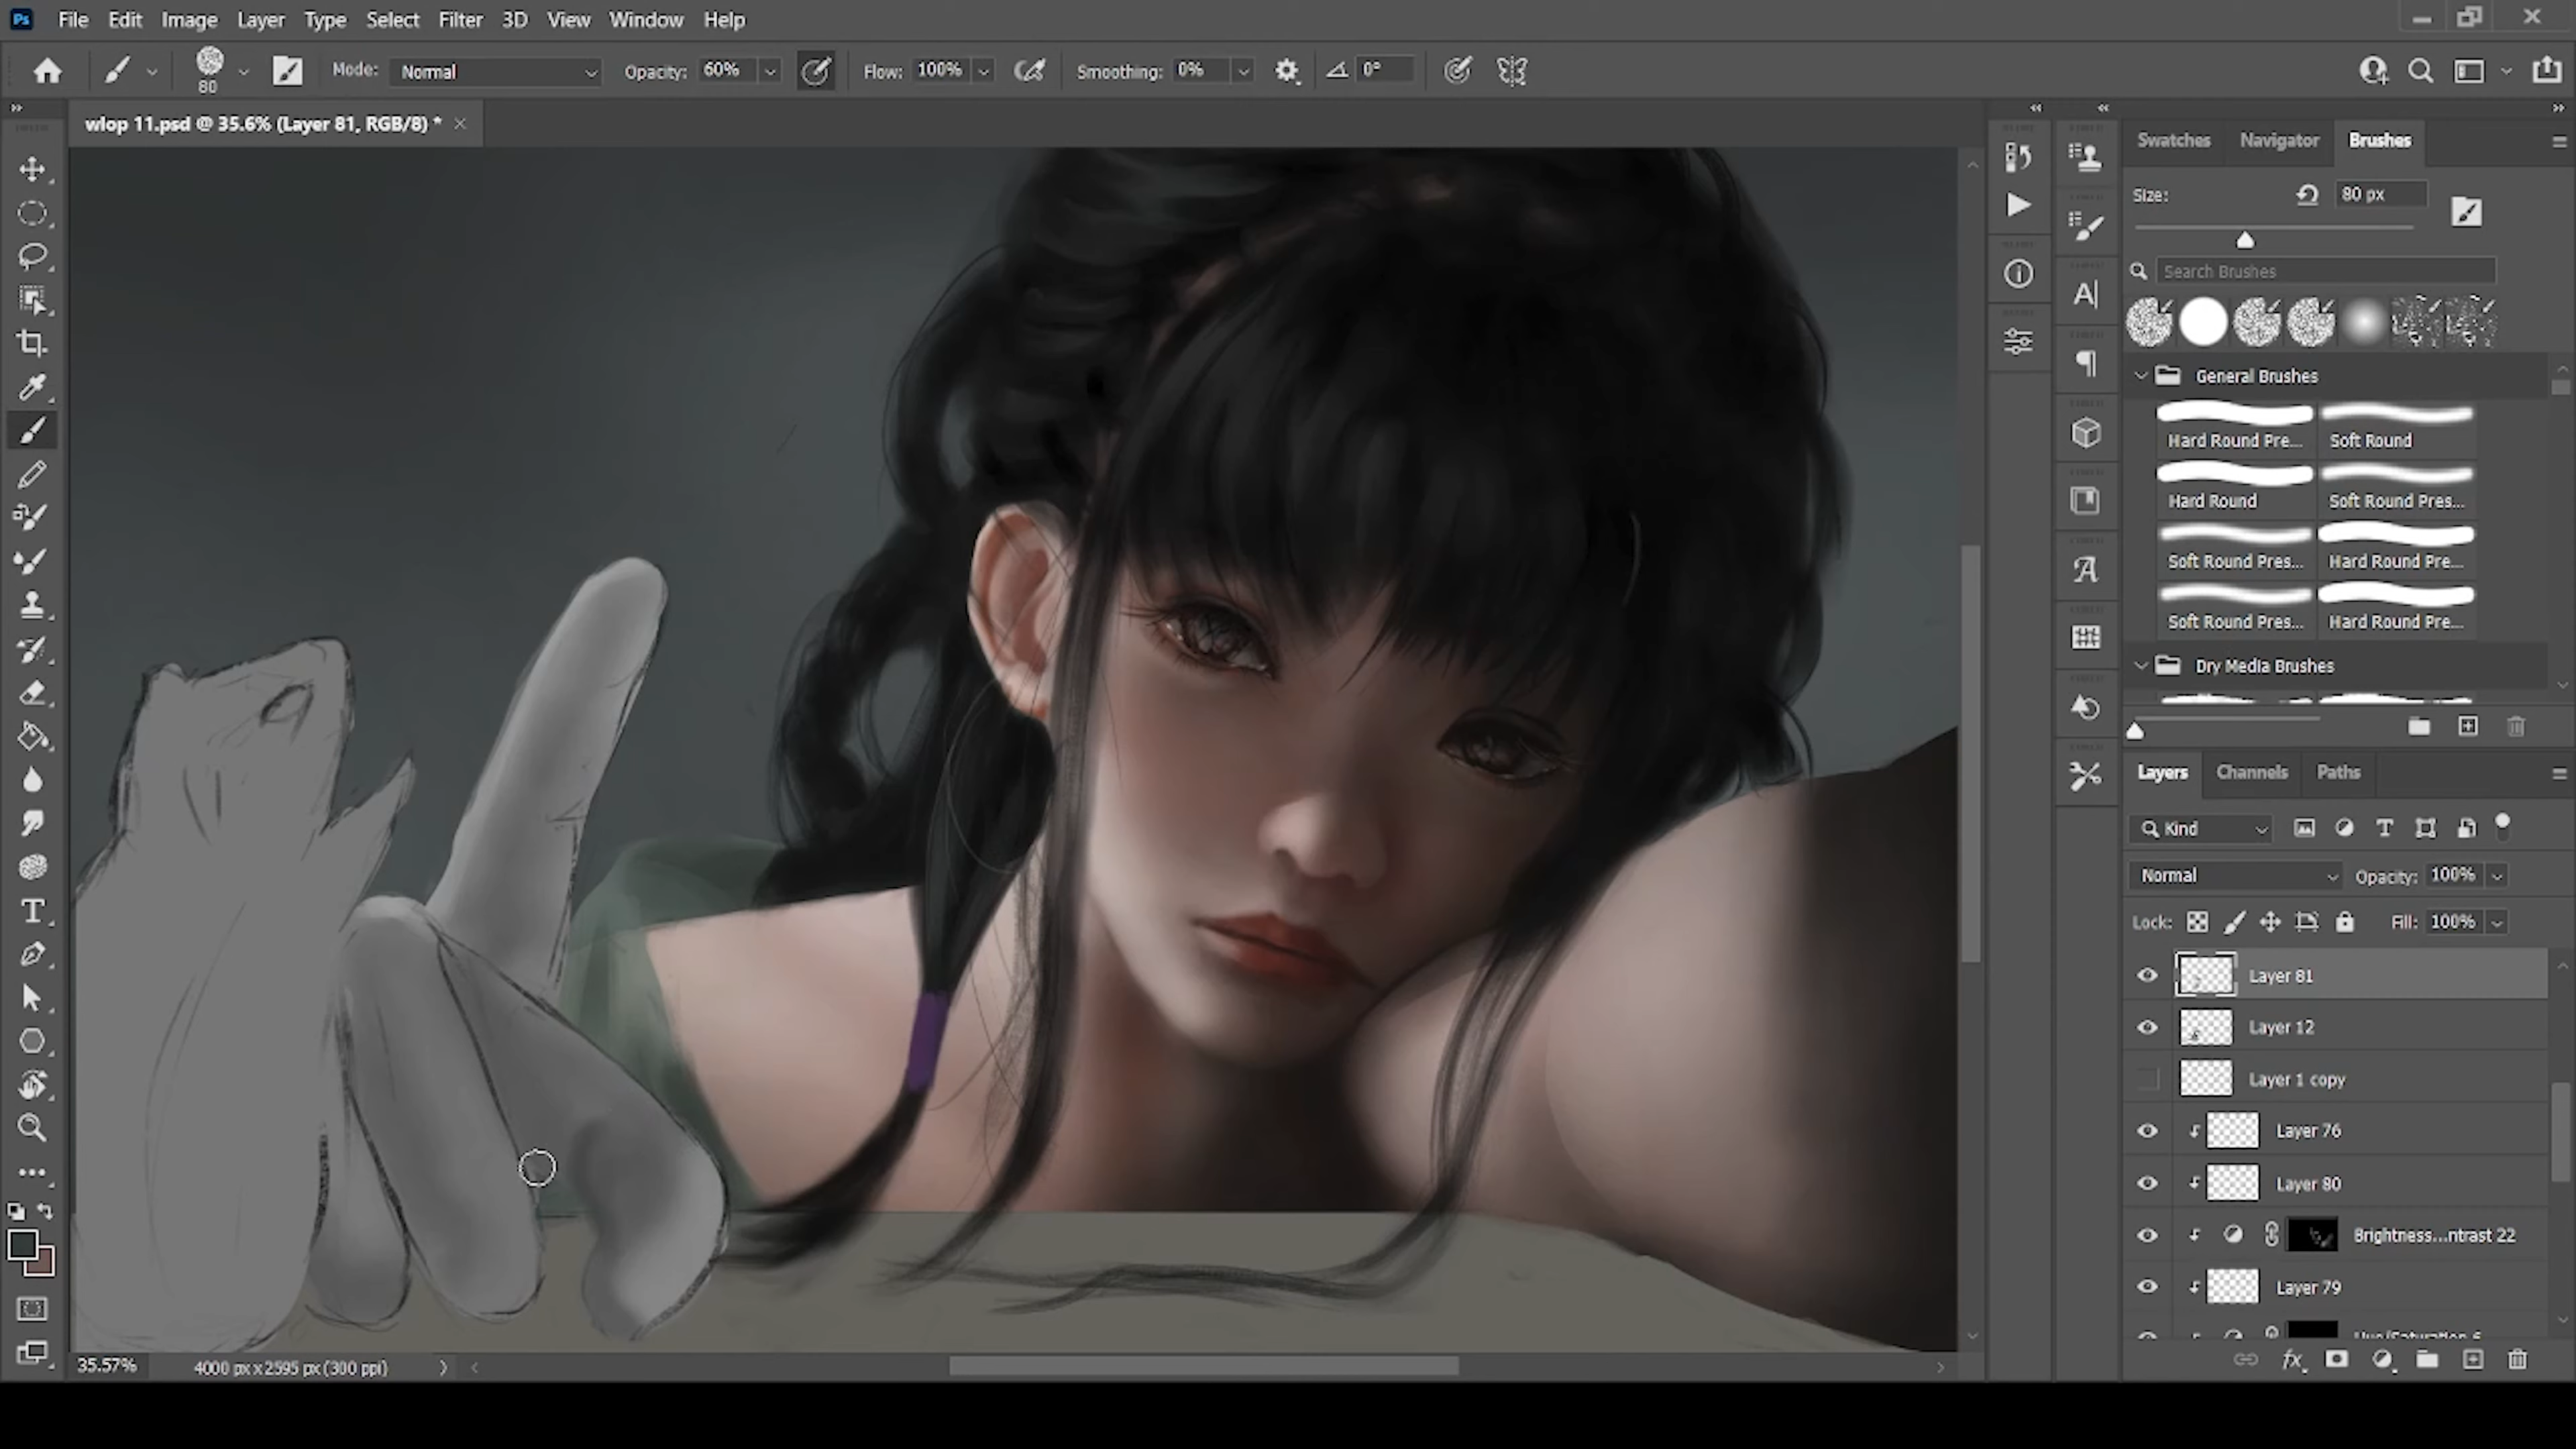 Ps File Edit Image Layer Type Select Filter 3D View Window Help
80 Mode: Normal Opacity: 60% Flow: 100% Smoothing: 0% 0°
wlop 11.psd @ 35.6% (Layer 81, RGB/8) *
Swatches Navigator Brushes
Size: 80 px
Search Brushes
General Brushes
Hard Round Pre... Soft Round
Hard Round Soft Round Pres...
Soft Round Pres... Hard Round Pre...
Soft Round Pres... Hard Round Pre...
Dry Media Brushes
Layers Channels Paths
Kind
Normal Opacity: 100%
Lock: Fill: 100%
Layer 81
Layer 12
Layer 1 copy
Layer 76
Layer 80
Brightness...ntrast 22
Layer 79
Hue/Saturation 6
35.57% 4000 px x 2595 px (300 ppi)
fx